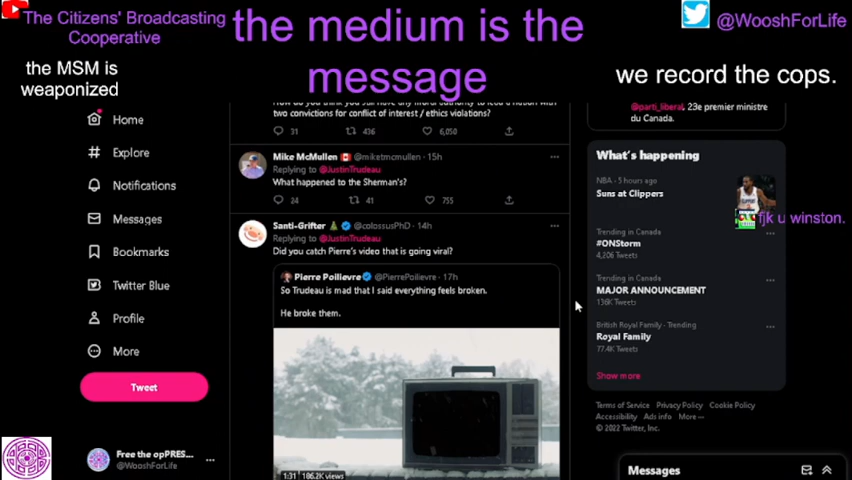 The Citizens' Broadcasting
Cooperative
the medium is the
message
@WooshForLife
the MSM is
weaponized
we record the cops.
Home
Explore
Notifications
Messages
Bookmarks
Twitter Blue
Profile
More
Tweet
Free the opPRES...
@WooshForLife
How do you think you still have any moral authority to lead a nation with
two convictions for conflict of interest / ethics violations?
31 436 6,050
Mike McMullen @miketmcmullen · 15h
Replying to @JustinTrudeau
What happened to the Sherman's?
24 41 755
Santi-Grifter @colossusPhD · 14h
Replying to @JustinTrudeau
Did you catch Pierre's video that is going viral?
Pierre Poilievre @PierrePoilievre · 17h
So Trudeau is mad that I said everything feels broken.
He broke them.
1:31 106.2K views
@parti_liberal, 23e premier ministre
du Canada.
What's happening
NBA · 5 hours ago
Suns at Clippers
fjk u winston.
Trending in Canada
#ONStorm
4,206 Tweets
Trending in Canada
MAJOR ANNOUNCEMENT
136K Tweets
British Royal Family · Trending
Royal Family
77.4K Tweets
Show more
Terms of Service Privacy Policy Cookie Policy
Accessibility Ads info More
© 2022 Twitter, Inc.
Messages